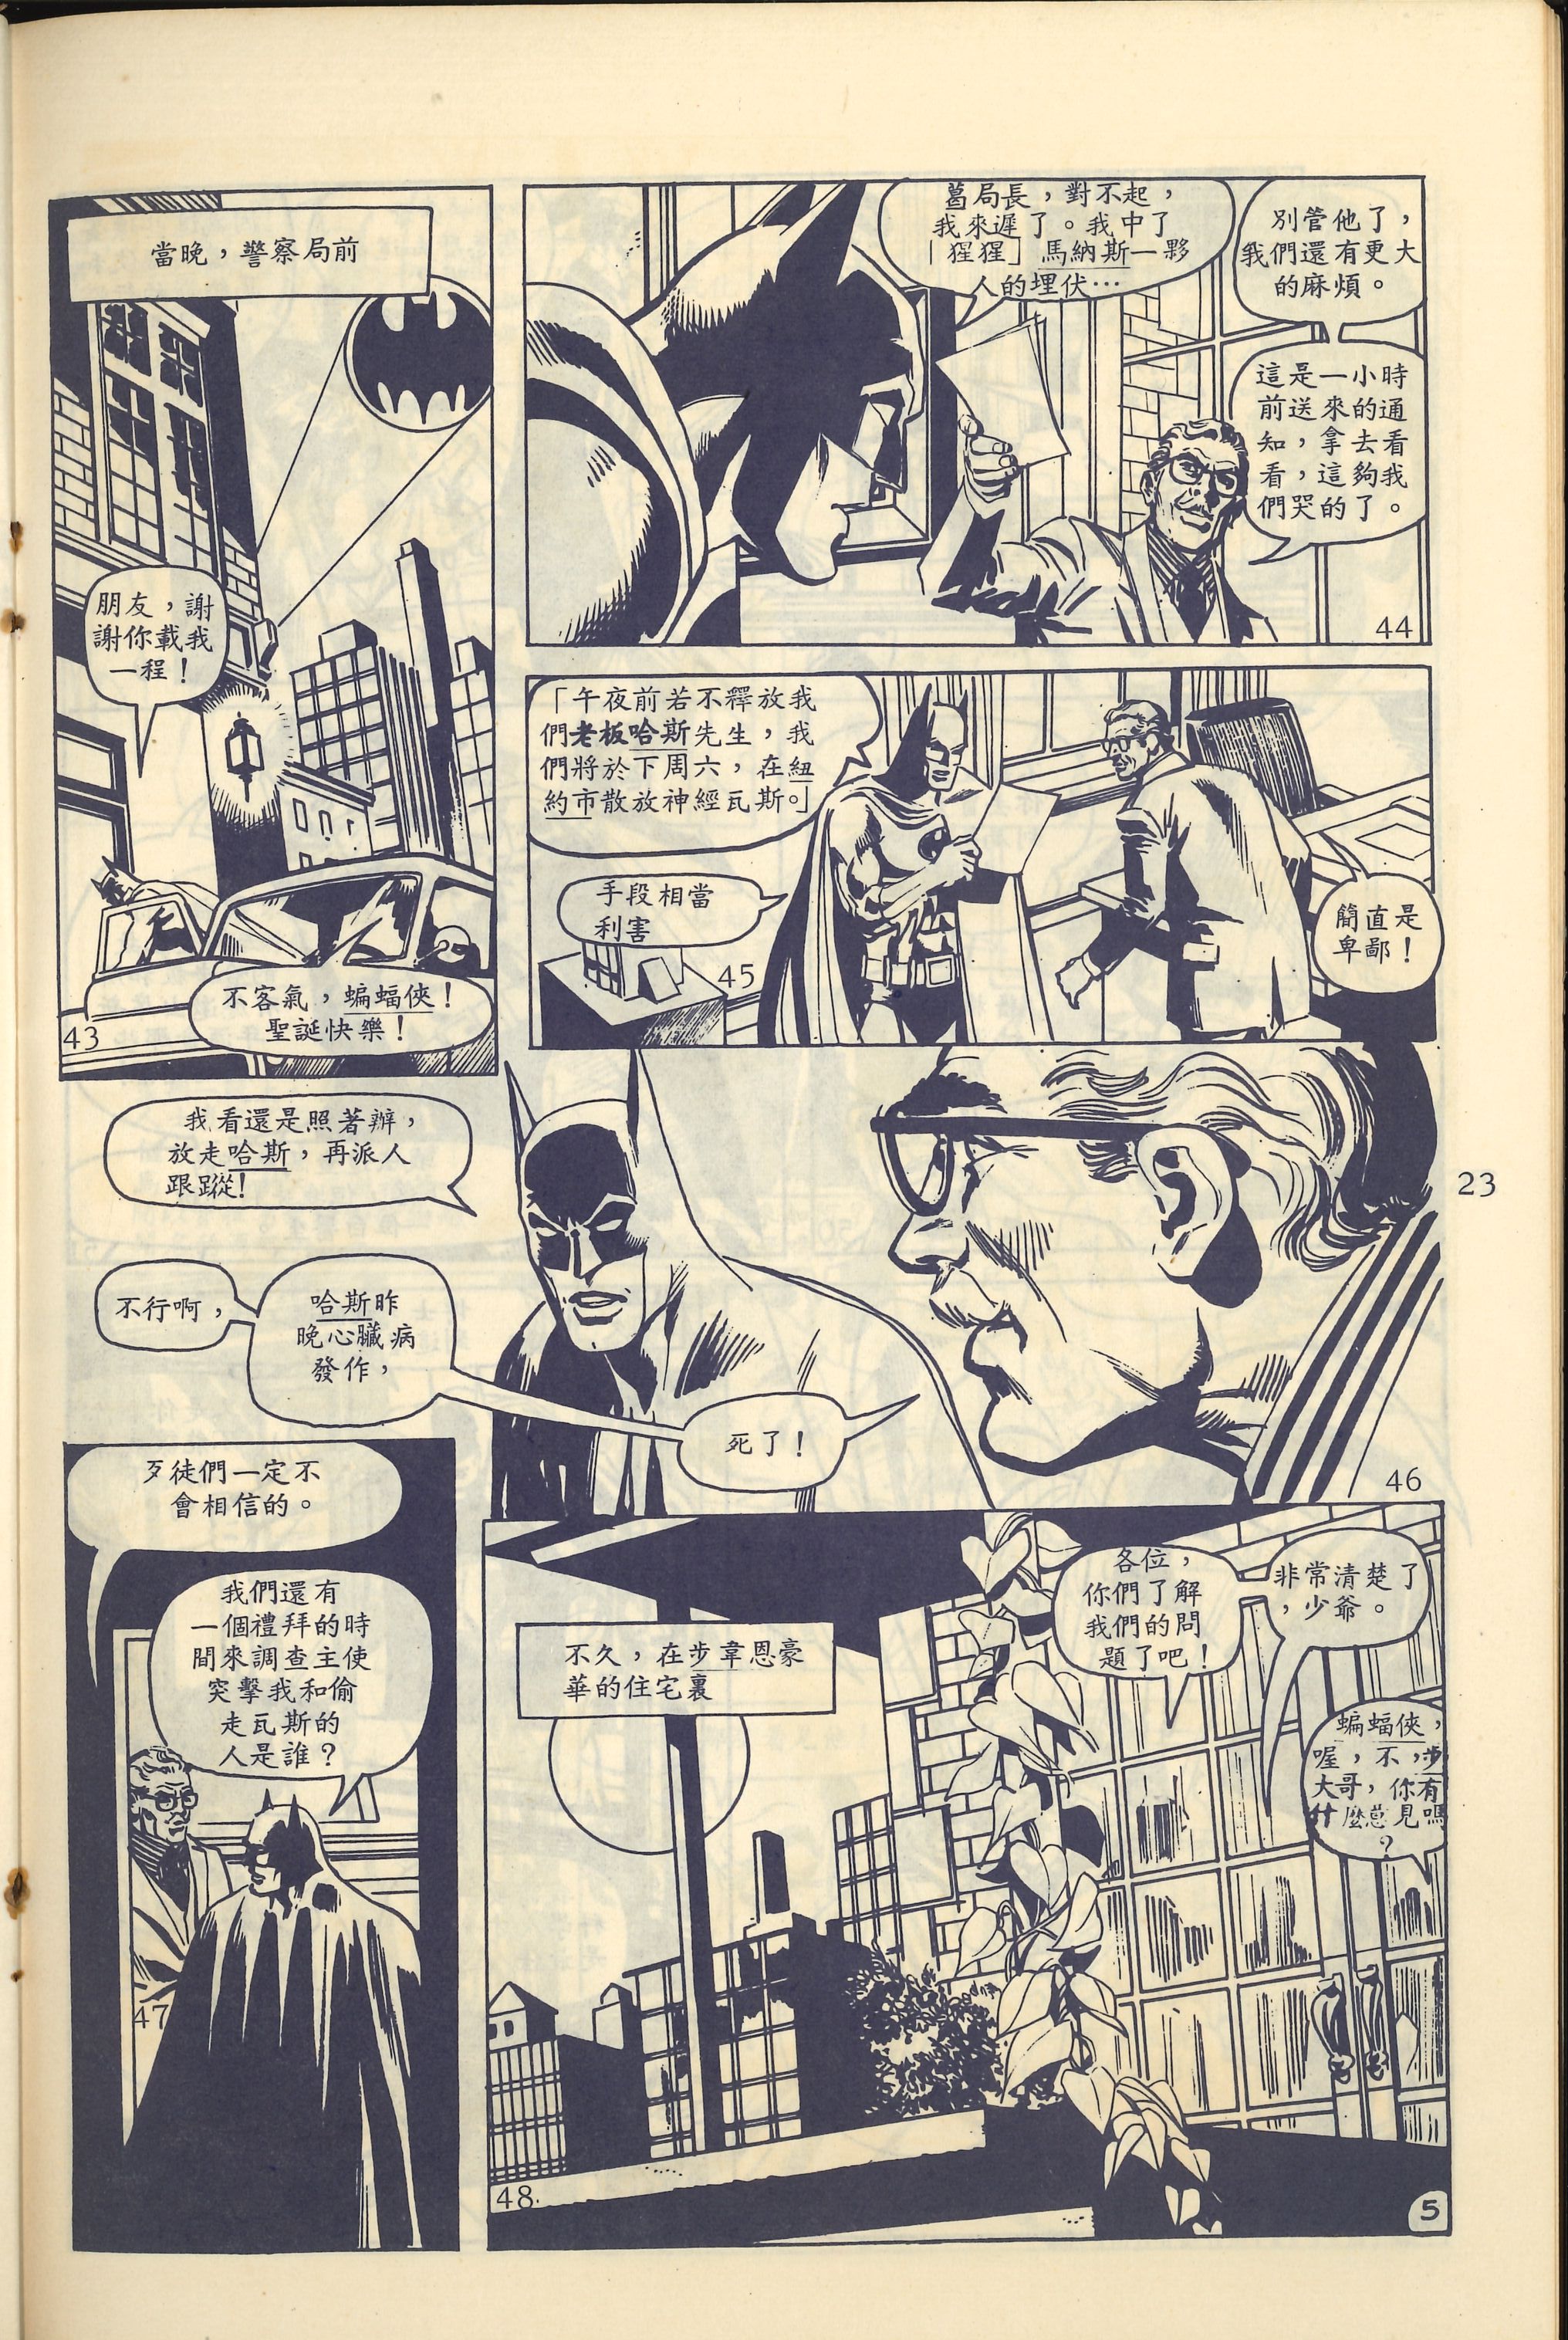 當晚，警察局前
朋友，謝
謝你載我
一程！
不客氣，蝙蝠俠！
聖誕快樂！
43
葛局長，對不起，
我來遲了。我中了
「猩猩」馬納斯一夥
人的埋伏…
別管他了，
我們還有更大
的麻煩。
這是一小時
前送來的通
知，拿去看
看，這夠我
們哭的了。
44
「午夜前若不釋放我
們老板哈斯先生，我
們將於下周六，在紐
約市散放神經瓦斯。」
手段相當
利害
簡直是
卑鄙！
45
我看還是照著辦，
放走哈斯，再派人
跟蹤！
不行啊，
哈斯昨
晚心臟病
發作，
死了！
46
23
歹徒們一定不
會相信的。
我們還有
一個禮拜的時
間來調查主使
突擊我和偷
走瓦斯的
人是誰？
47
不久，在步韋恩豪
華的住宅裏
各位，
你們了解
我們的問
題了吧！
非常清楚了
，少爺。
蝙蝠俠，
喔，不，步
大哥，你有
什麼意見嗎
？
48
5